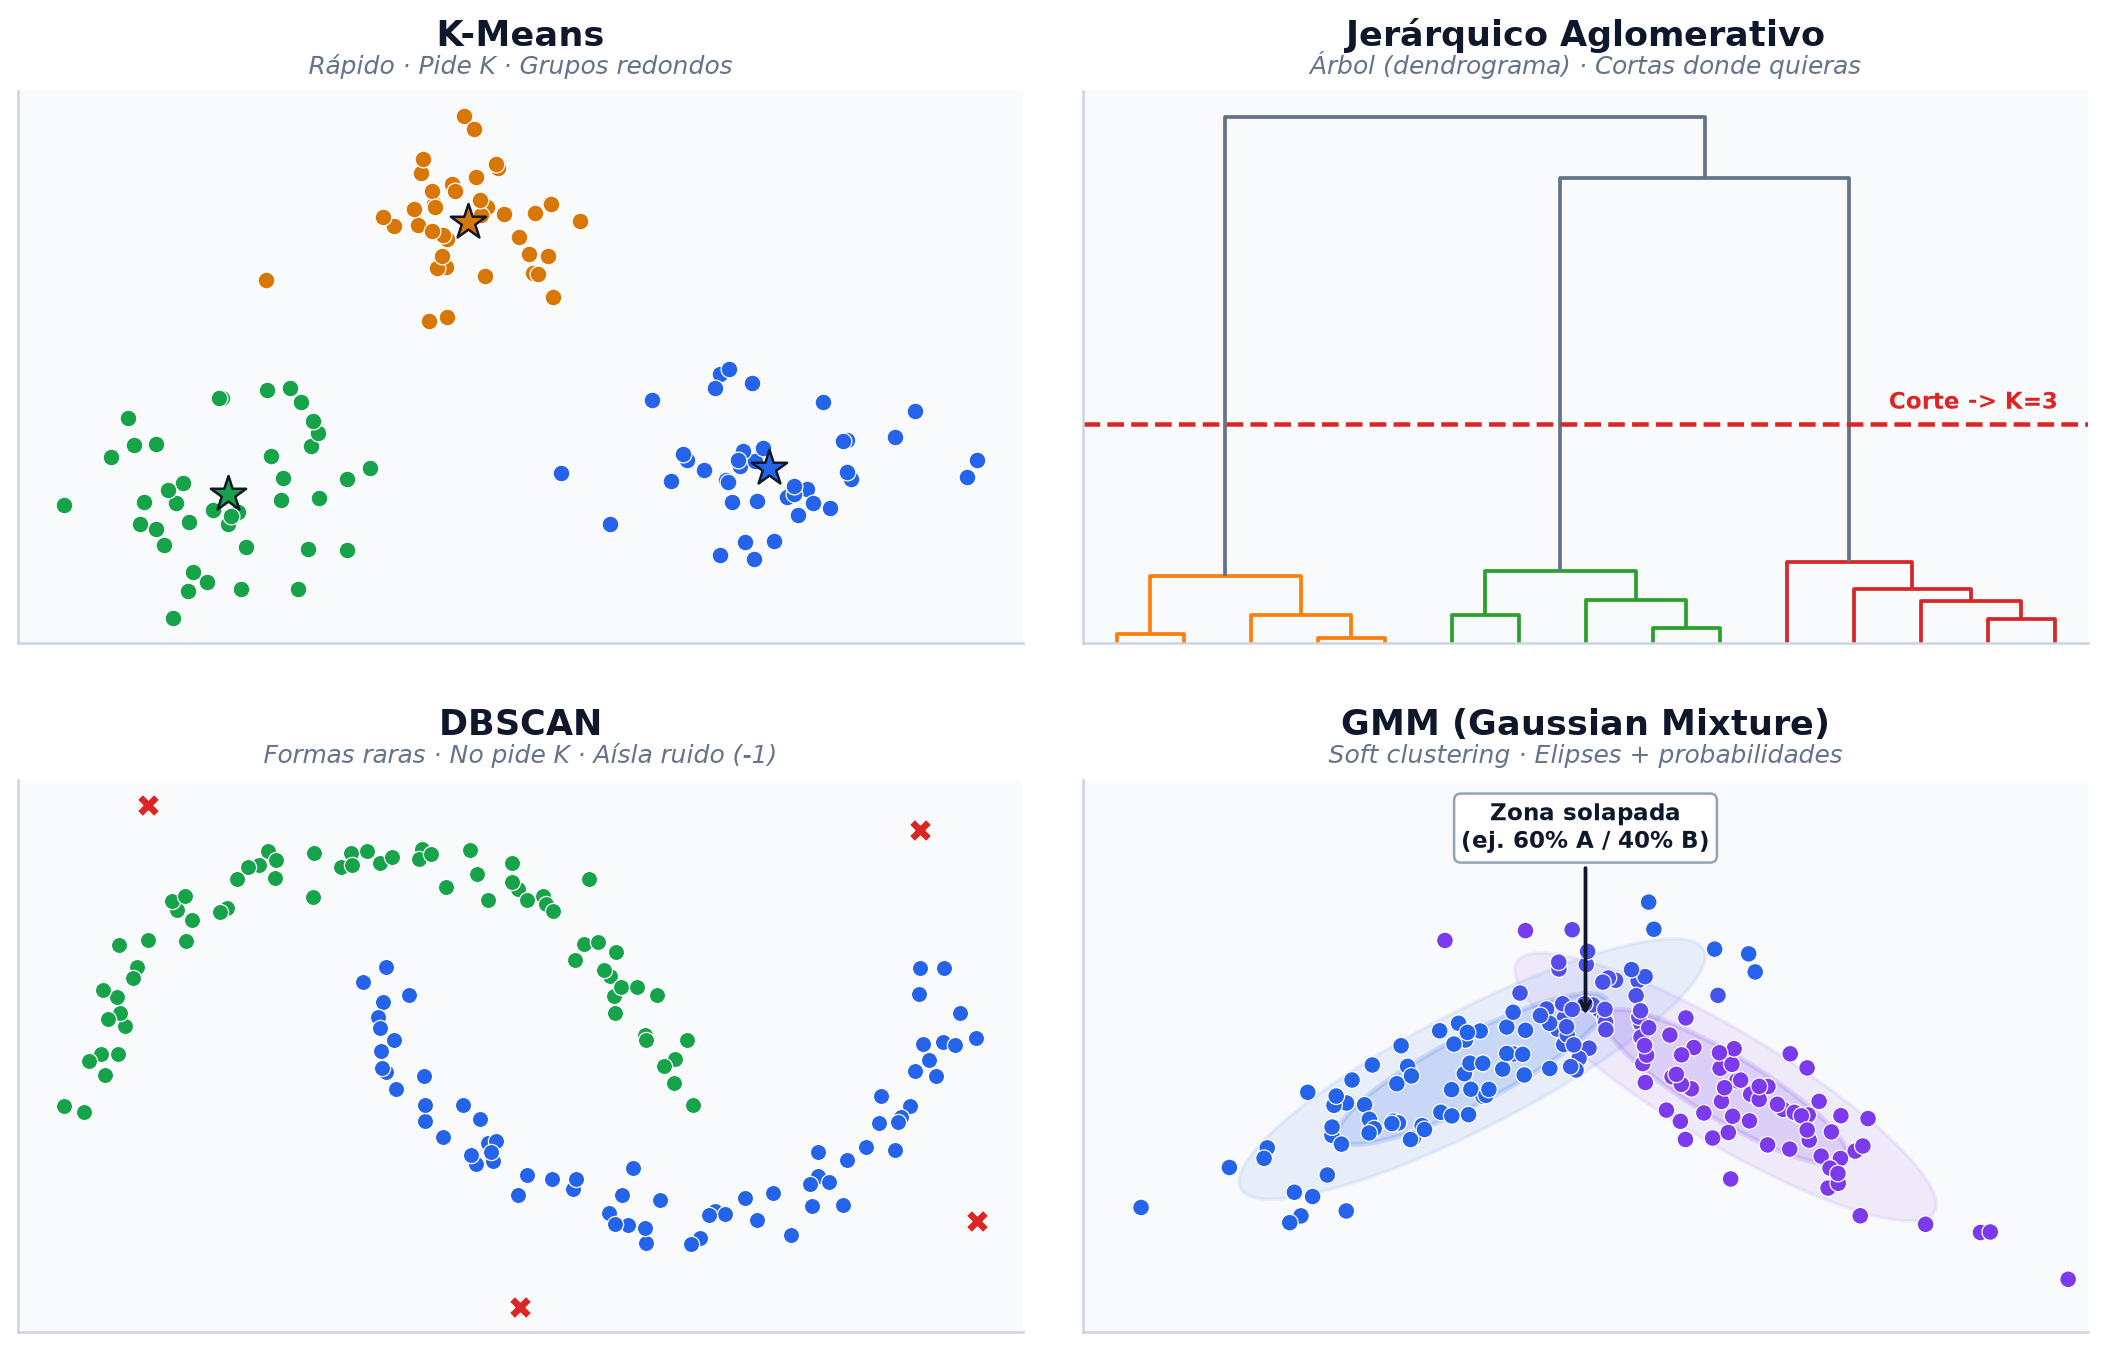 K-Means
Rápido · Pide K · Grupos redondos
Jerárquico Aglomerativo
Árbol (dendrograma) · Cortas donde quieras
Corte -> K=3
DBSCAN
Formas raras · No pide K · Aísla ruido (-1)
GMM (Gaussian Mixture)
Soft clustering · Elipses + probabilidades
Zona solapada
(ej. 60% A / 40% B)